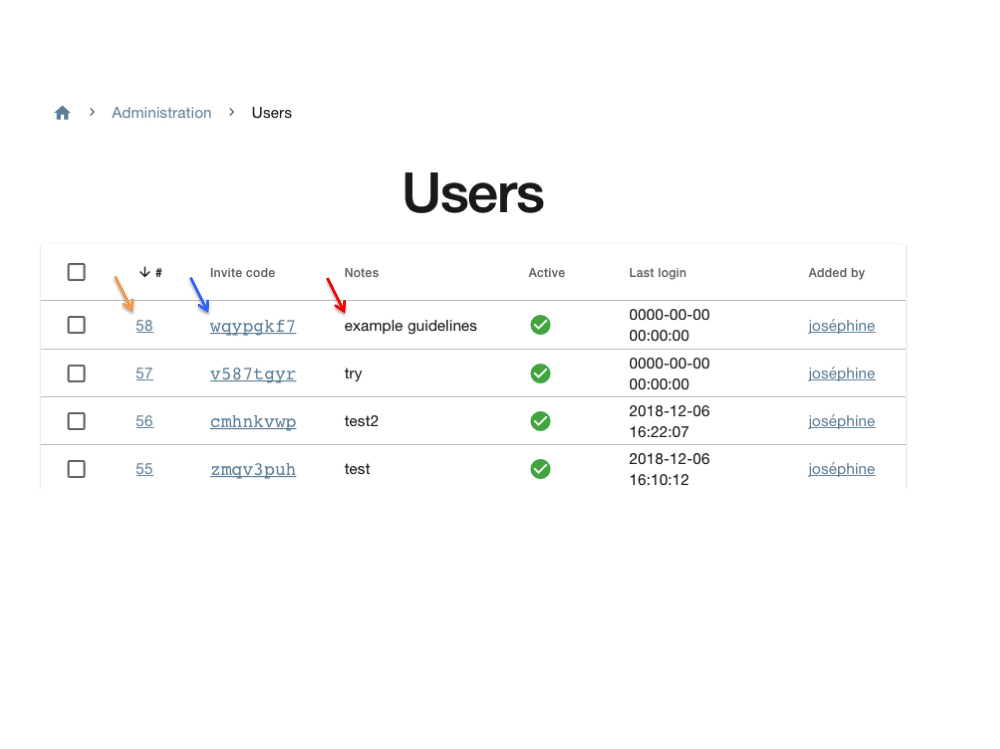 Administration > Users
Users
# Invite code Notes Active Last login Added by
58 wqypgkf7 example guidelines 0000-00-00 00:00:00 joséphine
57 v587tgyr try 0000-00-00 00:00:00 joséphine
56 cmhnkvwp test2 2018-12-06 16:22:07 joséphine
55 zmqv3puh test 2018-12-06 16:10:12 joséphine